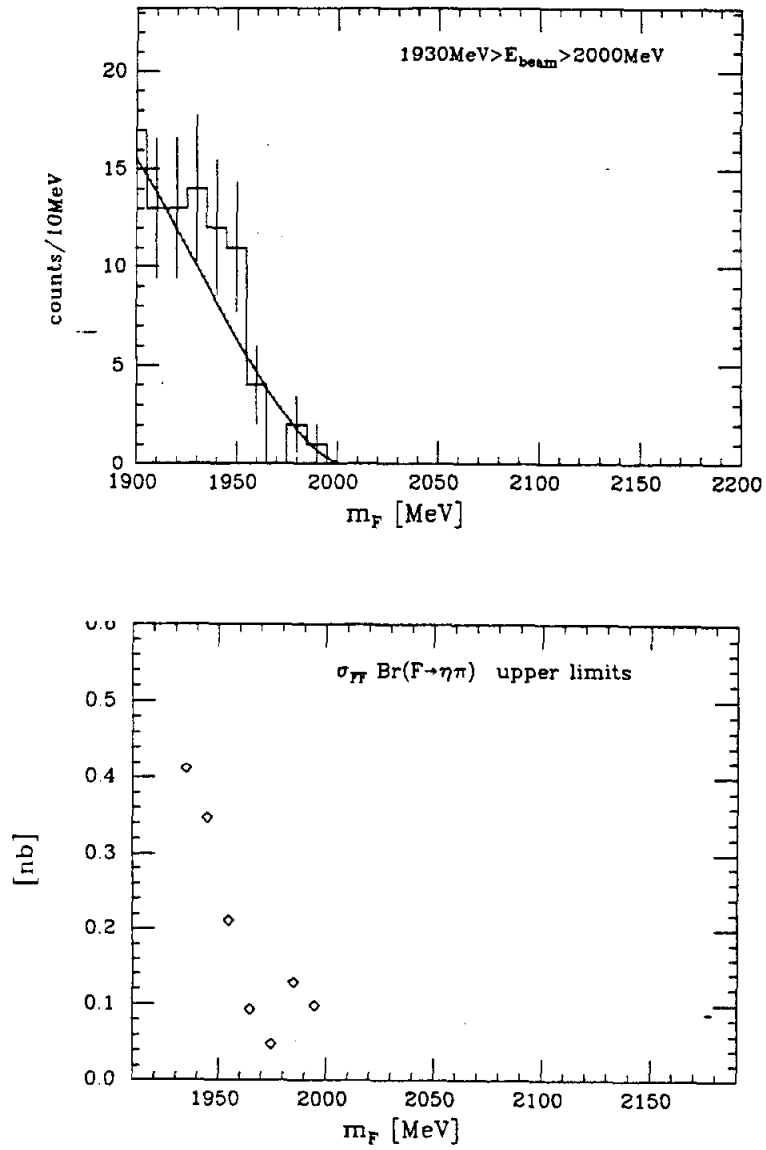 20
15
10
5
0
counts/10MeV
1930MeV>E_beam>2000MeV
1900 1950 2000 2050 2100 2150 2200
m_F [MeV]
0.6
0.5
0.4
0.3
0.2
0.1
0.0
[nb]
σ_FF Br(F→ηπ) upper limits
1950 2000 2050 2100 2150
m_F [MeV]